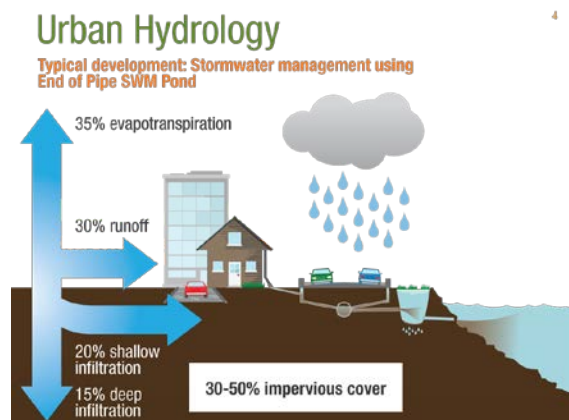 4
Urban Hydrology
Typical development: Stormwater management using
End of Pipe SWM Pond
35% evapotranspiration
30% runoff
20% shallow
infiltration
15% deep
infiltration
30-50% impervious cover